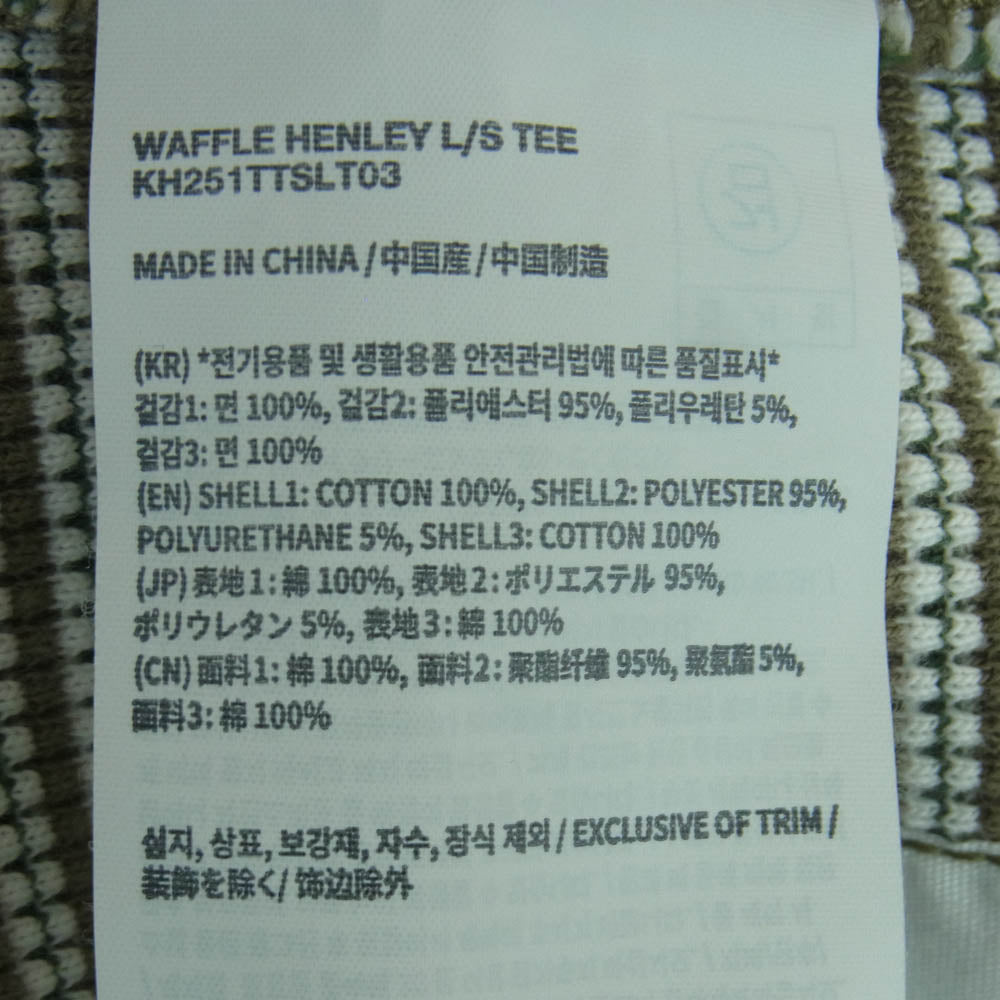 WAFFLE HENLEY L/S TEE
KH251TTSLT03
MADE IN CHINA / 中国産 / 中国制造
(KR) *전기용품 및 생활용품 안전관리법에 따른 품질표시*
겉감1: 면 100%, 겉감2: 폴리에스터 95%, 폴리우레탄 5%,
겉감3: 면 100%
(EN) SHELL1: COTTON 100%, SHELL2: POLYESTER 95%,
POLYURETHANE 5%, SHELL3: COTTON 100%
(JP) 表地1: 綿 100%, 表地2: ポリエステル 95%,
ポリウレタン 5%, 表地3: 綿 100%
(CN) 面料1: 棉 100%, 面料2: 聚酯纤维 95%, 聚氨酯 5%,
面料3: 棉 100%
심지, 상표, 보강재, 자수, 장식 제외 / EXCLUSIVE OF TRIM /
装飾を除く / 饰边除外